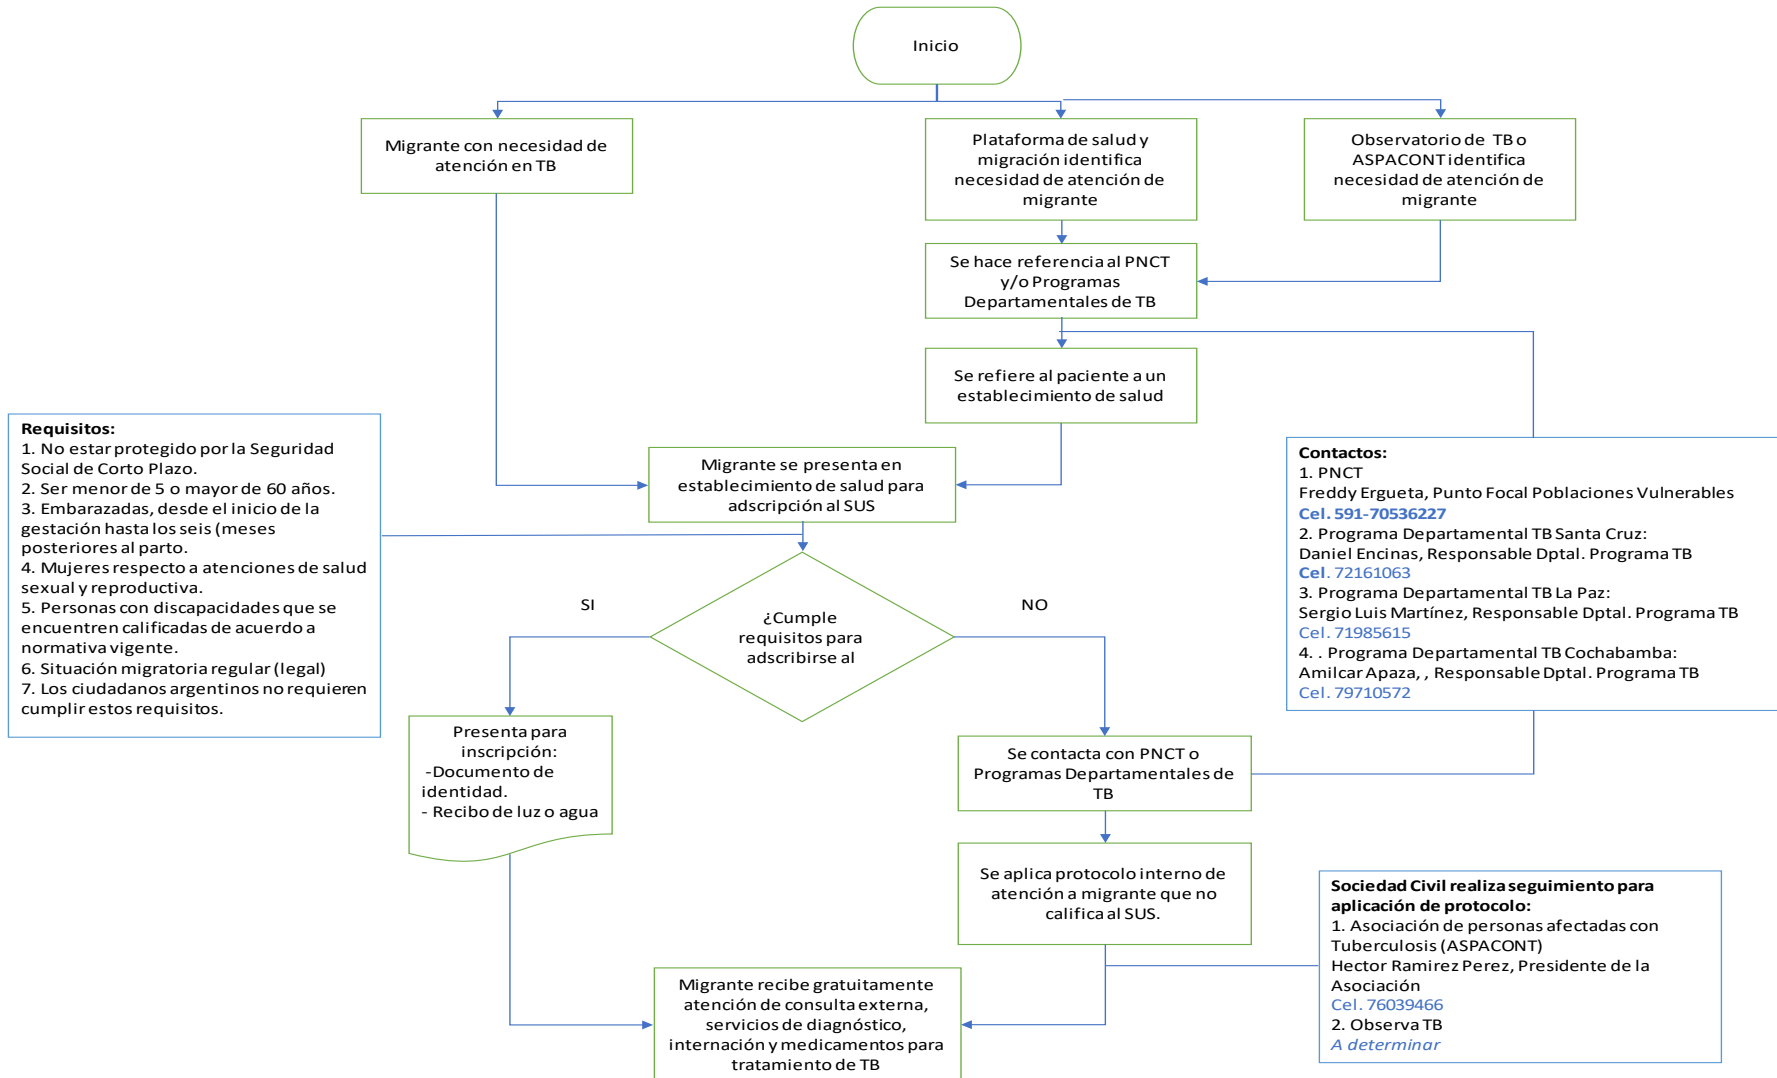 Inicio
Migrante con necesidad de
atención en TB
Plataforma de salud y
migración identifica
necesidad de atención de
migrante
Observatorio de TB o
ASPACONT identifica
necesidad de atención de
migrante
Se hace referencia al PNCT
y/o Programas
Departamentales de TB
Se refiere al paciente a un
establecimiento de salud
Requisitos:
1. No estar protegido por la Seguridad
Social de Corto Plazo.
2. Ser menor de 5 o mayor de 60 años.
3. Embarazadas, desde el inicio de la
gestación hasta los seis (meses
posteriores al parto.
4. Mujeres respecto a atenciones de salud
sexual y reproductiva.
5. Personas con discapacidades que se
encuentren calificadas de acuerdo a
normativa vigente.
6. Situación migratoria regular (legal)
7. Los ciudadanos argentinos no requieren
cumplir estos requisitos.
Migrante se presenta en
establecimiento de salud para
adscripción al SUS
Contactos:
1. PNCT
Freddy Ergueta, Punto Focal Poblaciones Vulnerables
Cel. 591-70536227
2. Programa Departamental TB Santa Cruz:
Daniel Encinas, Responsable Dptal. Programa TB
Cel. 72161063
3. Programa Departamental TB La Paz:
Sergio Luis Martínez, Responsable Dptal. Programa TB
Cel. 71985615
4. . Programa Departamental TB Cochabamba:
Amilcar Apaza, , Responsable Dptal. Programa TB
Cel. 79710572
SI
NO
¿Cumple
requisitos para
adscribirse al
Presenta para
inscripción:
-Documento de
identidad.
- Recibo de luz o agua
Se contacta con PNCT o
Programas Departamentales de
TB
Se aplica protocolo interno de
atención a migrante que no
califica al SUS.
Sociedad Civil realiza seguimiento para
aplicación de protocolo:
1. Asociación de personas afectadas con
Tuberculosis (ASPACONT)
Hector Ramirez Perez, Presidente de la
Asociación
Cel. 76039466
2. Observa TB
A determinar
Migrante recibe gratuitamente
atención de consulta externa,
servicios de diagnóstico,
internación y medicamentos para
tratamiento de TB